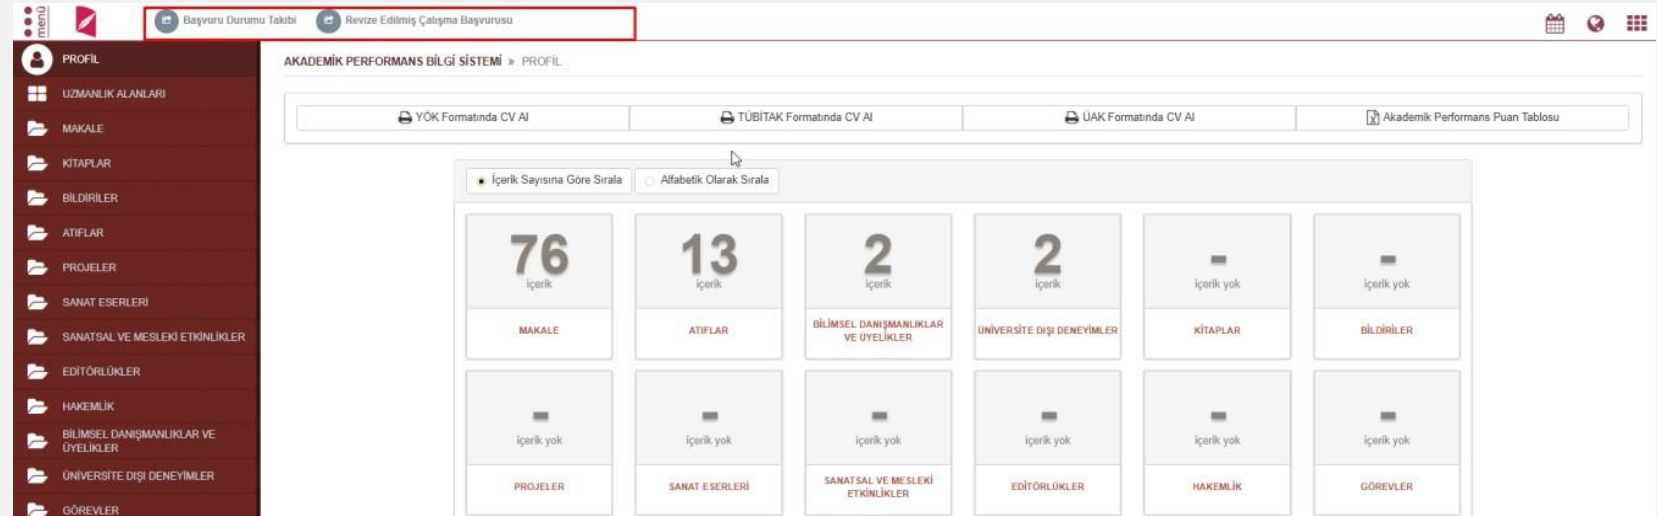 menü
Başvuru Durumu Takibi
Revize Edilmiş Çalışma Başvurusu
PROFİL
UZMANLIK ALANLARI
MAKALE
KİTAPLAR
BİLDİRİLER
ATIFLAR
PROJELER
SANAT ESERLERİ
SANATSAL VE MESLEKİ ETKİNLİKLER
EDİTÖRLÜKLER
HAKEMLİK
BİLİMSEL DANIŞMANLIKLAR VE
ÜYELİKLER
ÜNİVERSİTE DIŞI DENEYİMLER
GÖREVLER
AKADEMİK PERFORMANS BİLGİ SİSTEMİ » PROFİL
YÖK Formatında CV Al
TÜBİTAK Formatında CV Al
ÜAK Formatında CV Al
Akademik Performans Puan Tablosu
İçerik Sayısına Göre Sırala
Alfabetik Olarak Sırala
76
içerik
MAKALE
13
içerik
ATIFLAR
2
içerik
BİLİMSEL DANIŞMANLIKLAR
VE ÜYELİKLER
2
içerik
ÜNİVERSİTE DIŞI DENEYİMLER
-
içerik yok
KİTAPLAR
-
içerik yok
BİLDİRİLER
-
içerik yok
PROJELER
-
içerik yok
SANAT ESERLERİ
-
içerik yok
SANATSAL VE MESLEKİ
ETKİNLİKLER
-
içerik yok
EDİTÖRLÜKLER
-
içerik yok
HAKEMLİK
-
içerik yok
GÖREVLER